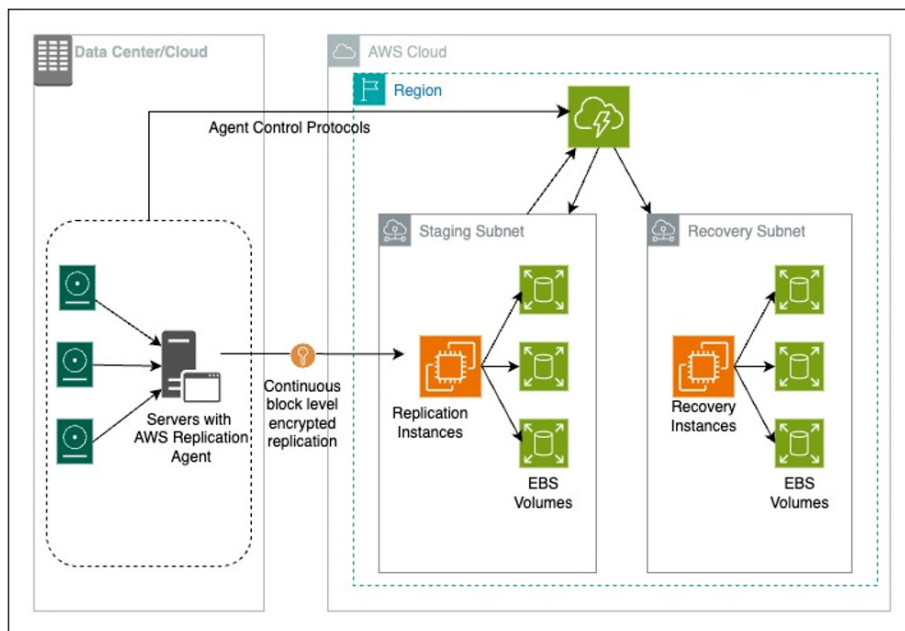 Data Center/Cloud
AWS Cloud
Region
Agent Control Protocols
Staging Subnet
Recovery Subnet
Servers with
AWS Replication
Agent
Continuous
block level
encrypted
replication
Replication
Instances
EBS
Volumes
Recovery
Instances
EBS
Volumes